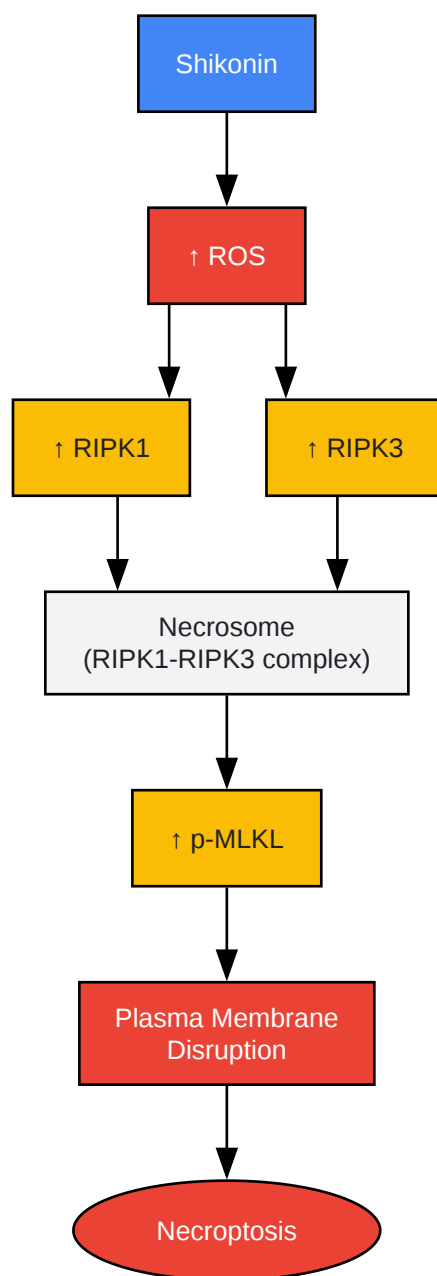 Shikonin
↑ ROS
↑ RIPK1
↑ RIPK3
Necrosome
(RIPK1-RIPK3 complex)
↑ p-MLKL
Plasma Membrane
Disruption
Necroptosis